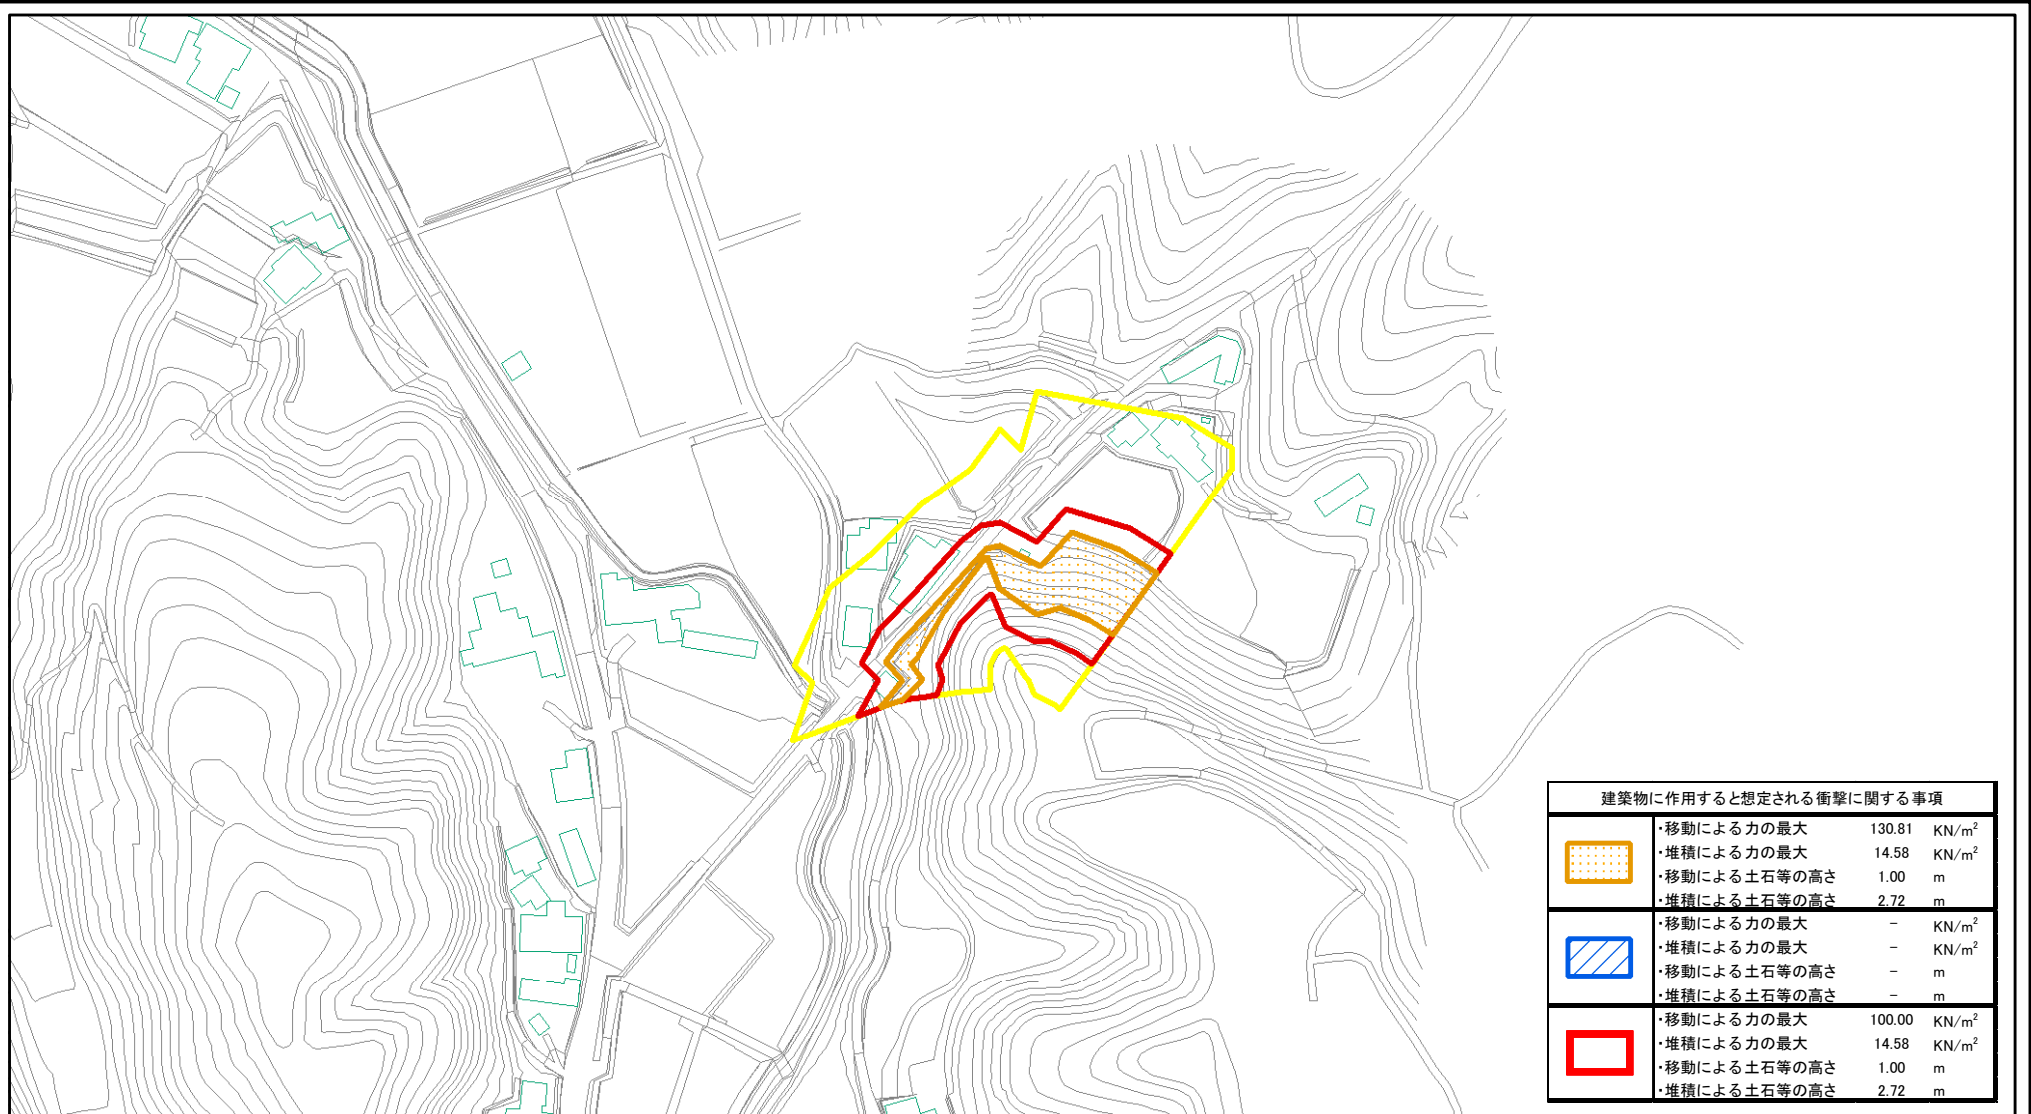 建築物に作用すると想定される衝撃に関する事項
・移動による力の最大 130.81 KN/m²
・堆積による力の最大 14.58 KN/m²
・移動による土石等の高さ 1.00 m
・堆積による土石等の高さ 2.72 m
・移動による力の最大 − KN/m²
・堆積による力の最大 − KN/m²
・移動による土石等の高さ − m
・堆積による土石等の高さ − m
・移動による力の最大 100.00 KN/m²
・堆積による力の最大 14.58 KN/m²
・移動による土石等の高さ 1.00 m
・堆積による土石等の高さ 2.72 m